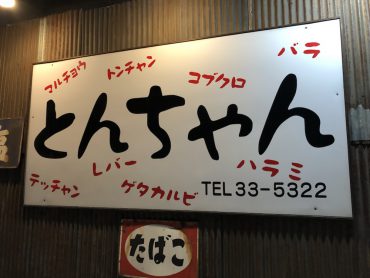 マルチョウ トンチャン コブクロ バラ
とんちゃん
テッチャン レバー ゲタカルビ ハラミ
TEL33-5322
たばこ